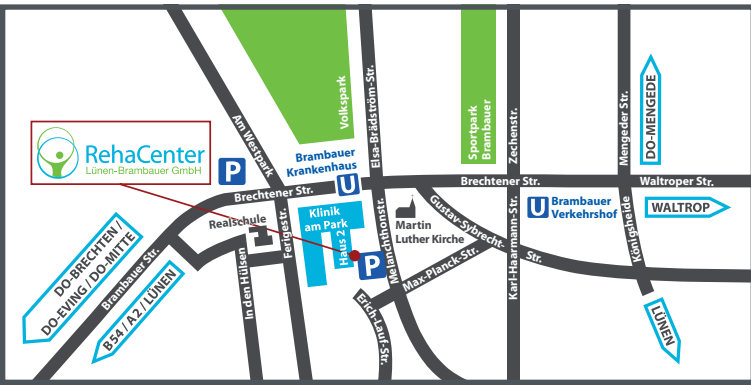 RehaCenter
Lünen-Brambauer GmbH
Am Westpark
Volkspark
Elsa-Brädström-Str.
Sportpark
Brambauer
Zechenstr.
Mengeder Str.
DO-MENGEDE
P
Brambauer
Krankenhaus
U
Brechtener Str.
Brechtener Str.
Waltroper Str.
WALTROP
U
Brambauer
Verkehrshof
Realschule
Ferigestr.
Klinik
am Park
Haus 2
P
Melanchthonstr.
Martin
Luther Kirche
Gustav-Sybrecht-
Str.
Karl-Haarmann-Str.
Königsheide
Max-Planck-Str.
Erich-Lauf-Str.
In den Hülsen
Brambauer Str.
DO-BRECHTEN /
DO-EVING / DO-MITTE
B54 / A2 / LÜNEN
LÜNEN